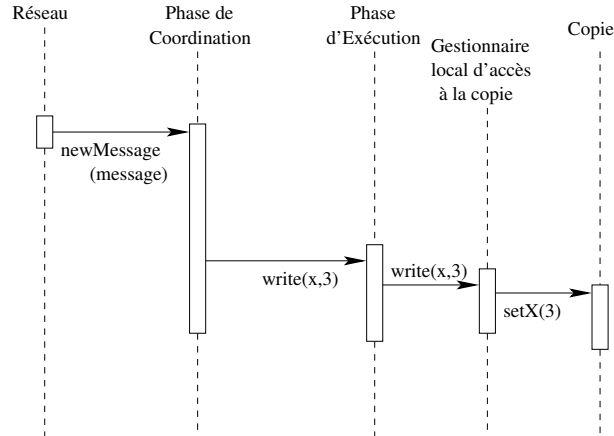 Réseau
Phase de
Coordination
Phase
d'Exécution
Gestionnaire
local d'accès
à la copie
Copie
newMessage
(message)
write(x,3)
write(x,3)
setX(3)